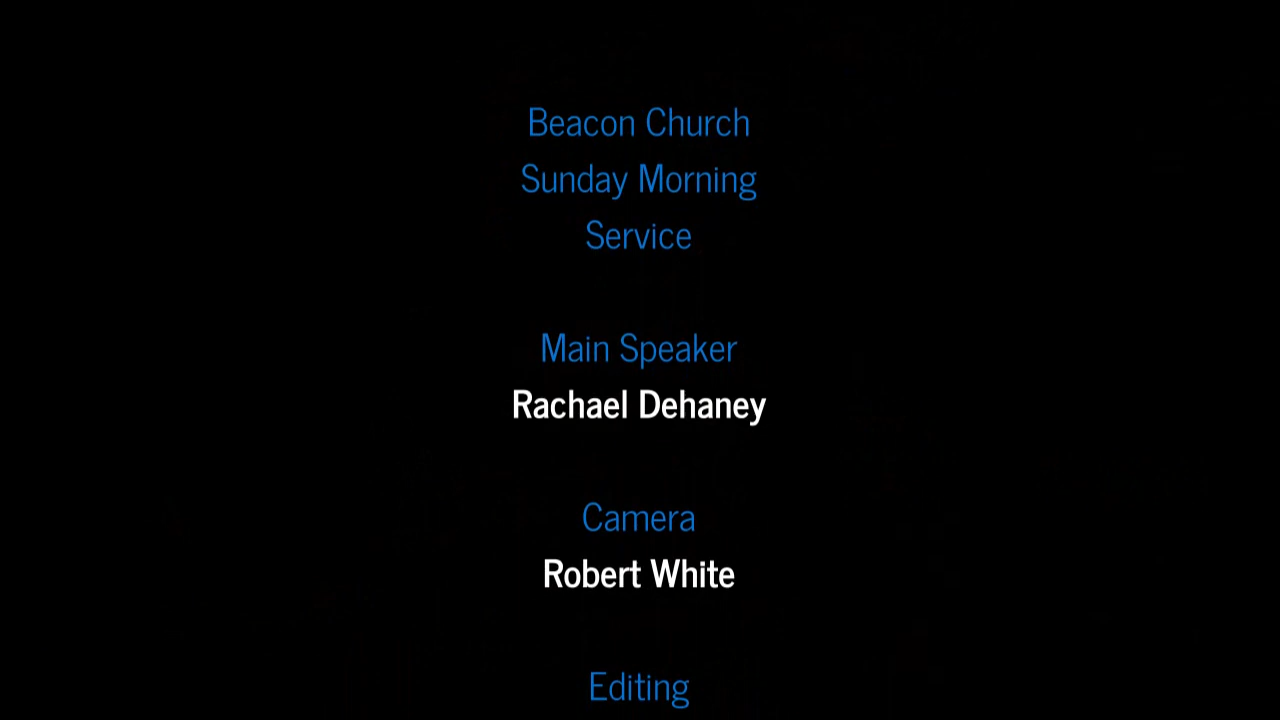 Beacon Church
Sunday Morning
Service
Main Speaker
Rachael Dehaney
Camera
Robert White
Editing